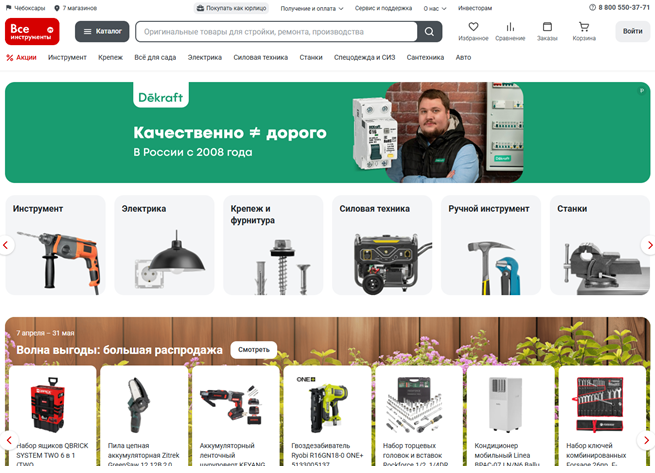 Чебоксары
7 магазинов
Покупать как юрлицо
Получение и оплата
Сервис и поддержка
О нас
Инвесторам
8 800 550-37-71
Все инструменты
Каталог
Оригинальные товары для стройки, ремонта, производства
Избранное
Сравнение
Заказы
Корзина
Войти
Акции
Инструмент
Крепеж
Всё для сада
Электрика
Силовая техника
Станки
Спецодежда и СИЗ
Сантехника
Авто
Dēkraft
Качественно ≠ дорого
В России с 2008 года
Инструмент
Электрика
Крепеж и
фурнитура
Силовая техника
Ручной инструмент
Станки
7 апреля – 31 мая
Волна выгоды: большая распродажа
Смотреть
Набор ящиков QBRICK
SYSTEM TWO 6 в 1
(TWO
Пила цепная
аккумуляторная Zitrek
GreenSaw 12 12В 2.0
Аккумуляторный
ленточный
шуруповерт KEYANG
ONE+
Гвоздезабиватель
Ryobi R16GN18-0 ONE+
5133005137
Набор торцевых
головок и вставок
Rockforce 1/2, 1/4DR
Кондиционер
мобильный Linea
BPAC-07 LN/N6 Ballu
Набор ключей
комбинированных